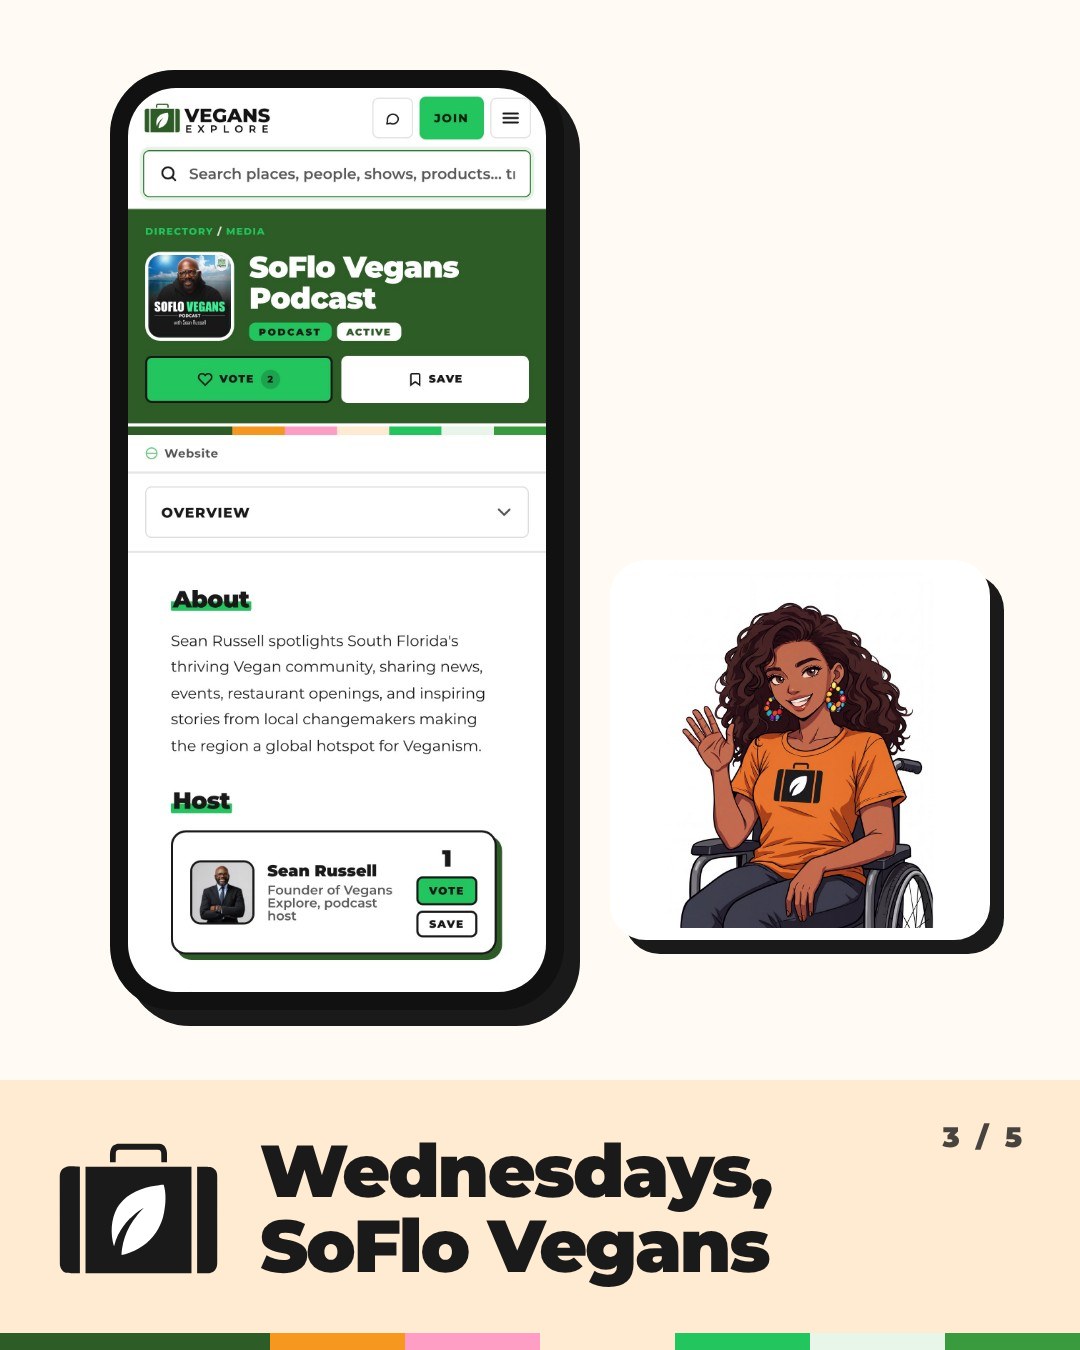 VEGANS
EXPLORE
JOIN
Search places, people, shows, products...
DIRECTORY / MEDIA
SOFLO VEGANS
PODCAST
with Sean Russell
SoFlo Vegans
Podcast
PODCAST
ACTIVE
VOTE 2
SAVE
Website
OVERVIEW
About
Sean Russell spotlights South Florida's
thriving Vegan community, sharing news,
events, restaurant openings, and inspiring
stories from local changemakers making
the region a global hotspot for Veganism.
Host
Sean Russell
Founder of Vegans
Explore, podcast
host
1
VOTE
SAVE
3 / 5
Wednesdays,
SoFlo Vegans